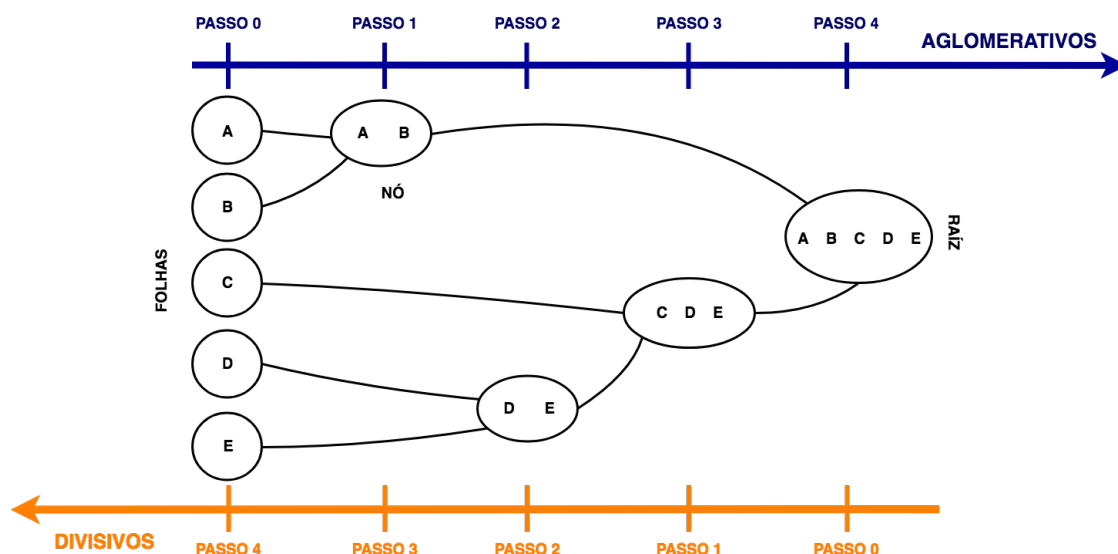 PASSO 0 PASSO 1 PASSO 2 PASSO 3 PASSO 4
AGLOMERATIVOS
A
A B
NÓ
B
A B C D E
RAÍZ
FOLHAS
C
C D E
D
D E
E
DIVISIVOS
PASSO 4 PASSO 3 PASSO 2 PASSO 1 PASSO 0